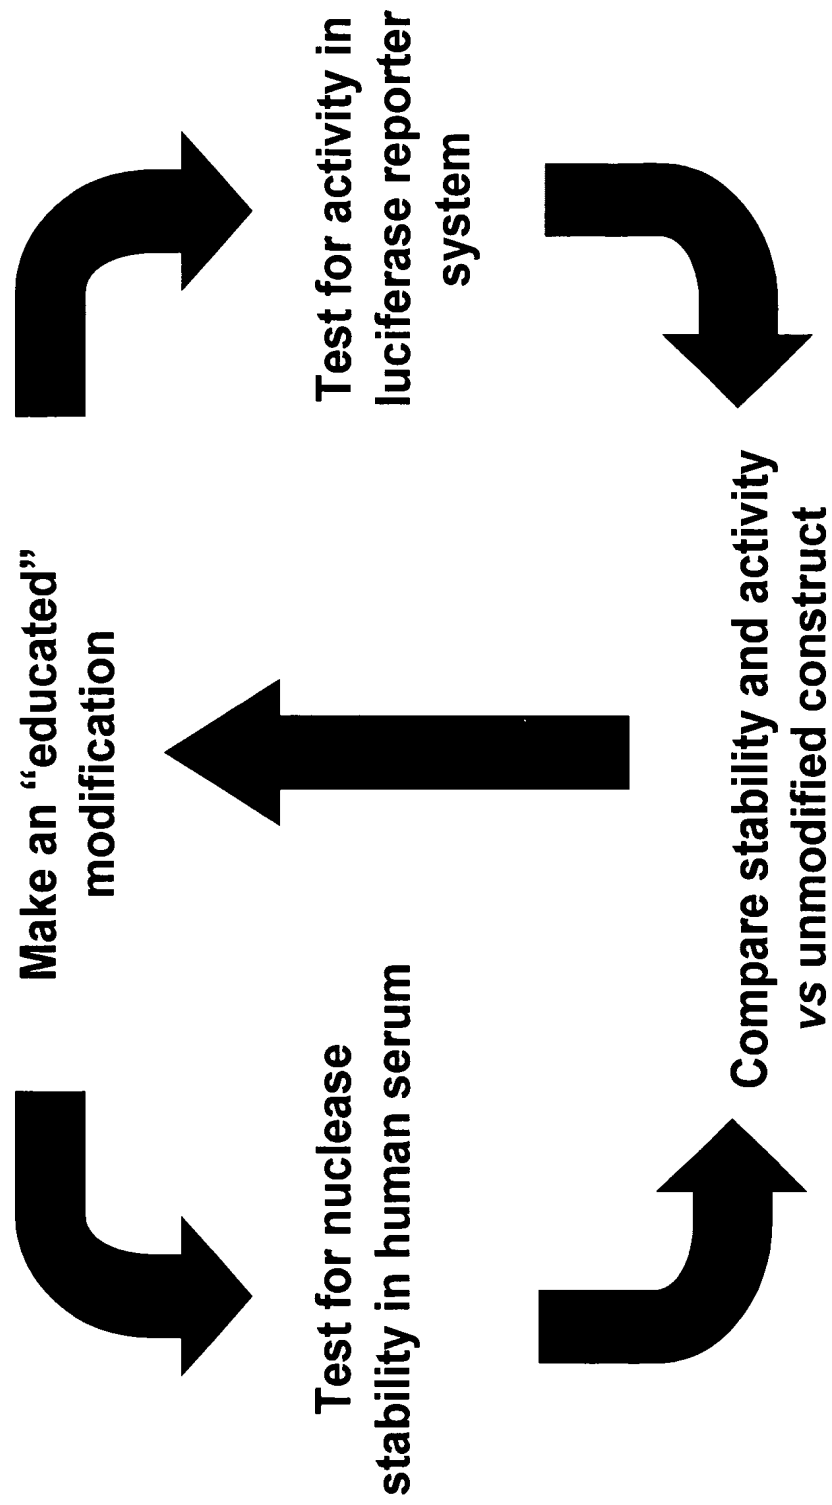 Make an “educated”
modification
Test for nuclease
stability in human serum
Test for activity in
luciferase reporter
system
Compare stability and activity
vs unmodified construct